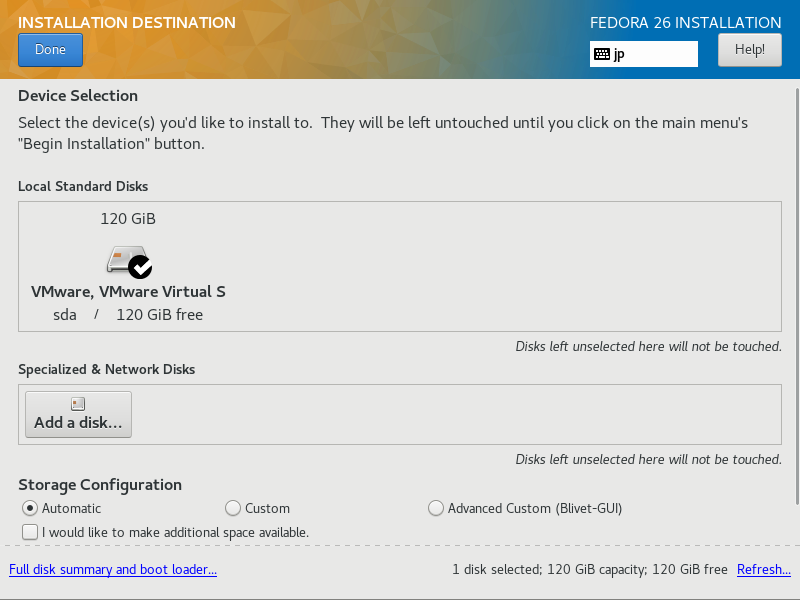 INSTALLATION DESTINATION
FEDORA 26 INSTALLATION
Done
jp
Help!
Device Selection
Select the device(s) you'd like to install to.  They will be left untouched until you click on the main menu's
"Begin Installation" button.
Local Standard Disks
120 GiB
VMware, VMware Virtual S
sda / 120 GiB free
Disks left unselected here will not be touched.
Specialized & Network Disks
Add a disk...
Disks left unselected here will not be touched.
Storage Configuration
Automatic Custom Advanced Custom (Blivet-GUI)
I would like to make additional space available.
Full disk summary and boot loader... 1 disk selected; 120 GiB capacity; 120 GiB free Refresh...